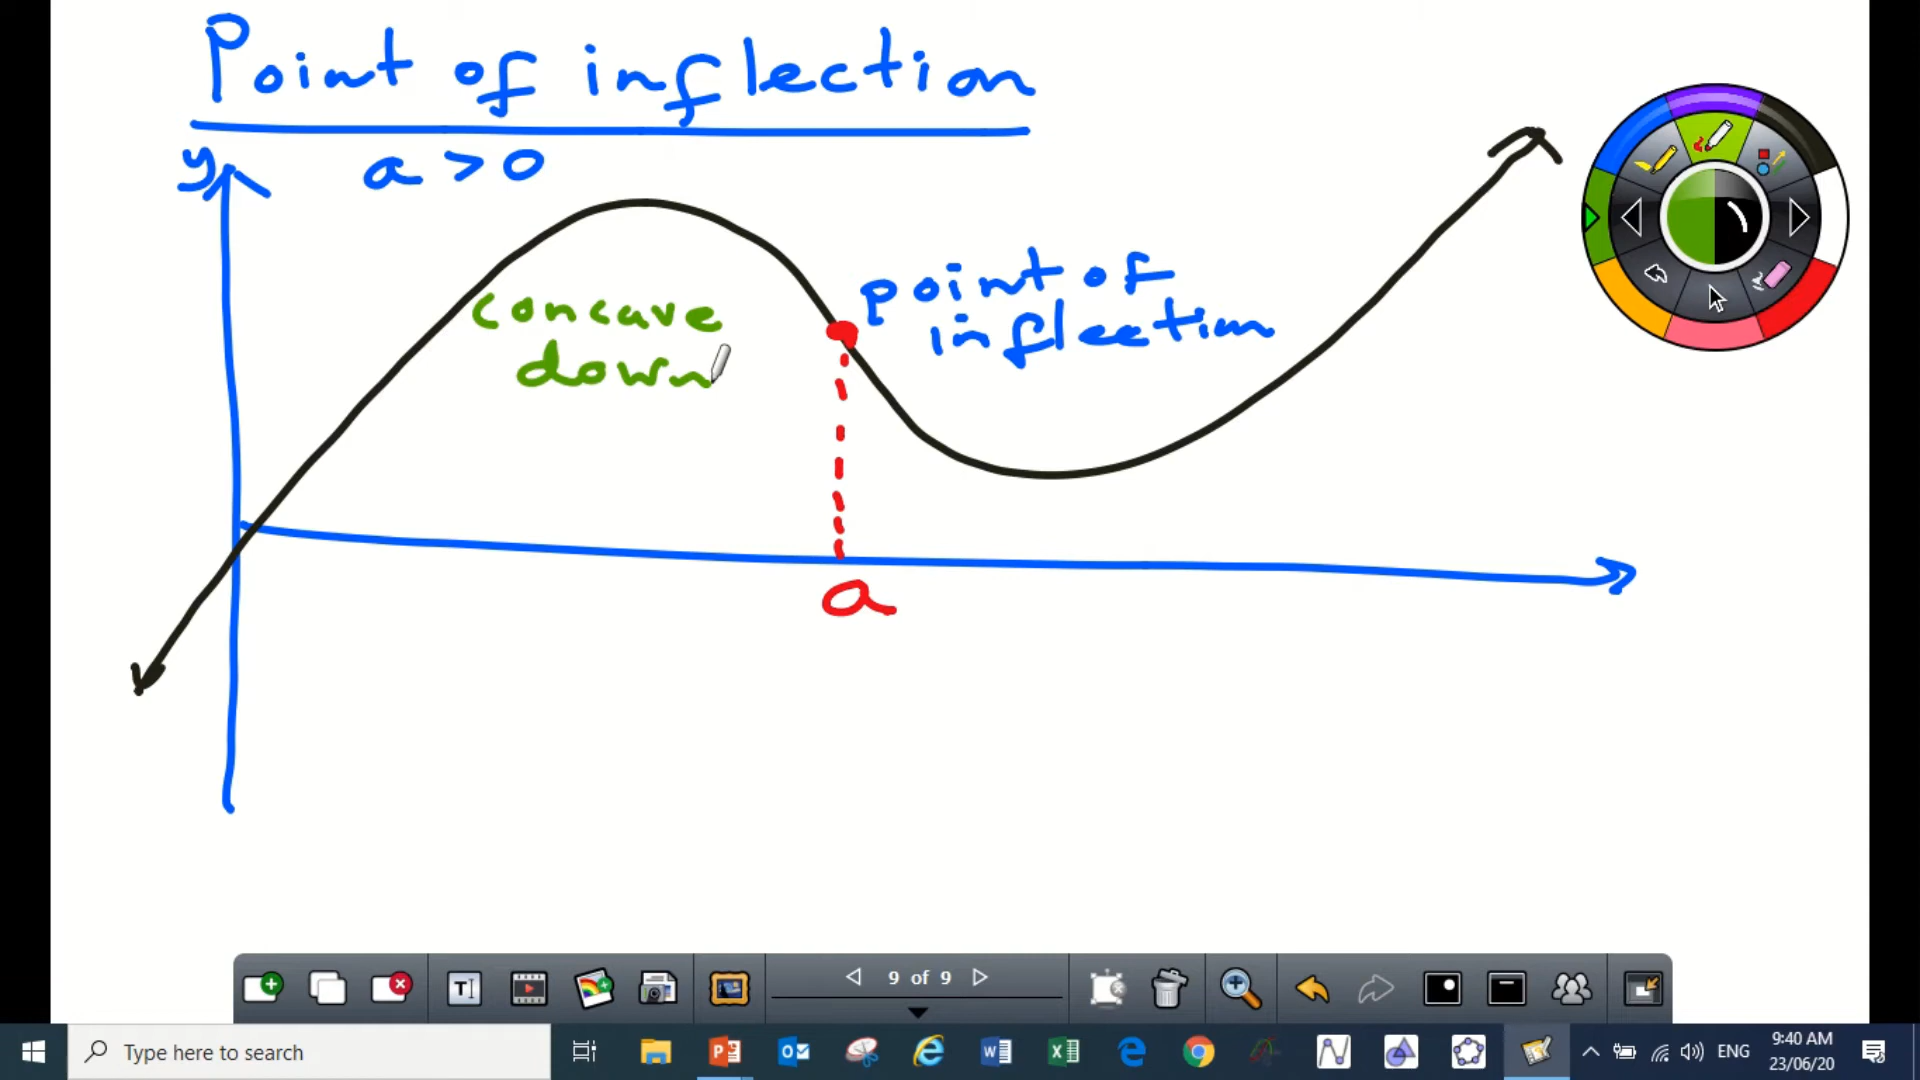 Point of inflection
y
a > 0
point of
inflection
concave
down
a
9 of 9
Type here to search
ENG
9:40 AM
23/06/20